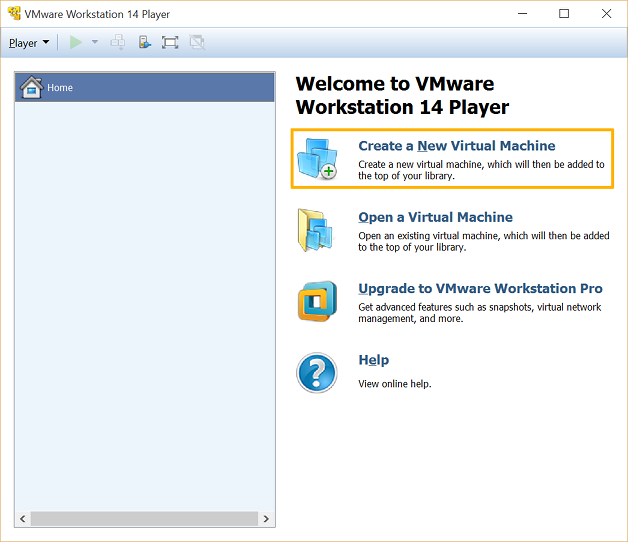 VMware Workstation 14 Player
Player
Home
Welcome to VMware
Workstation 14 Player
Create a New Virtual Machine
Create a new virtual machine, which will then be added to
the top of your library.
Open a Virtual Machine
Open an existing virtual machine, which will then be added
to the top of your library.
Upgrade to VMware Workstation Pro
Get advanced features such as snapshots, virtual network
management, and more.
Help
View online help.